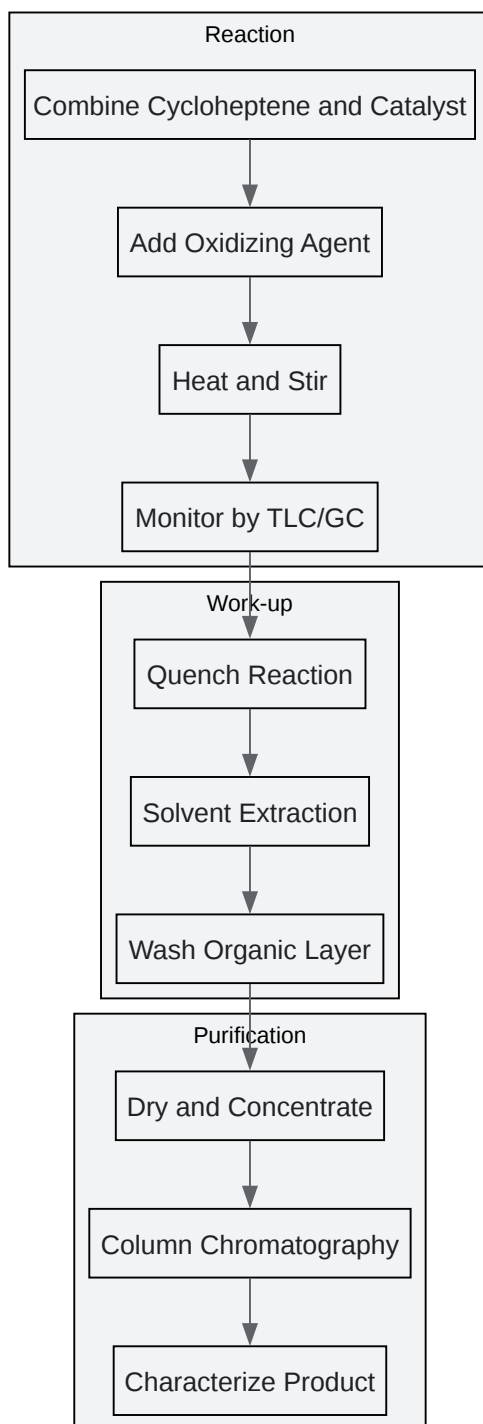 Reaction
Combine Cycloheptene and Catalyst
Add Oxidizing Agent
Heat and Stir
Monitor by TLC/GC
Work-up
Quench Reaction
Solvent Extraction
Wash Organic Layer
Purification
Dry and Concentrate
Column Chromatography
Characterize Product